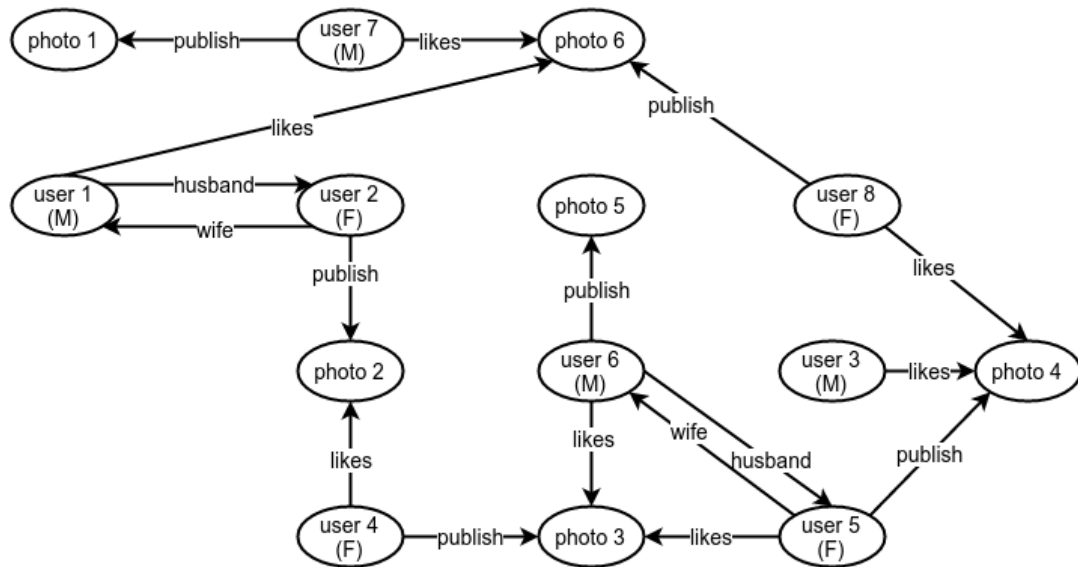 photo 1
publish
user 7
(M)
likes
photo 6
publish
likes
user 1
(M)
husband
wife
user 2
(F)
photo 5
user 8
(F)
publish
publish
likes
photo 2
user 6
(M)
user 3
(M)
likes
photo 4
likes
likes
wife
husband
publish
user 4
(F)
publish
photo 3
likes
user 5
(F)